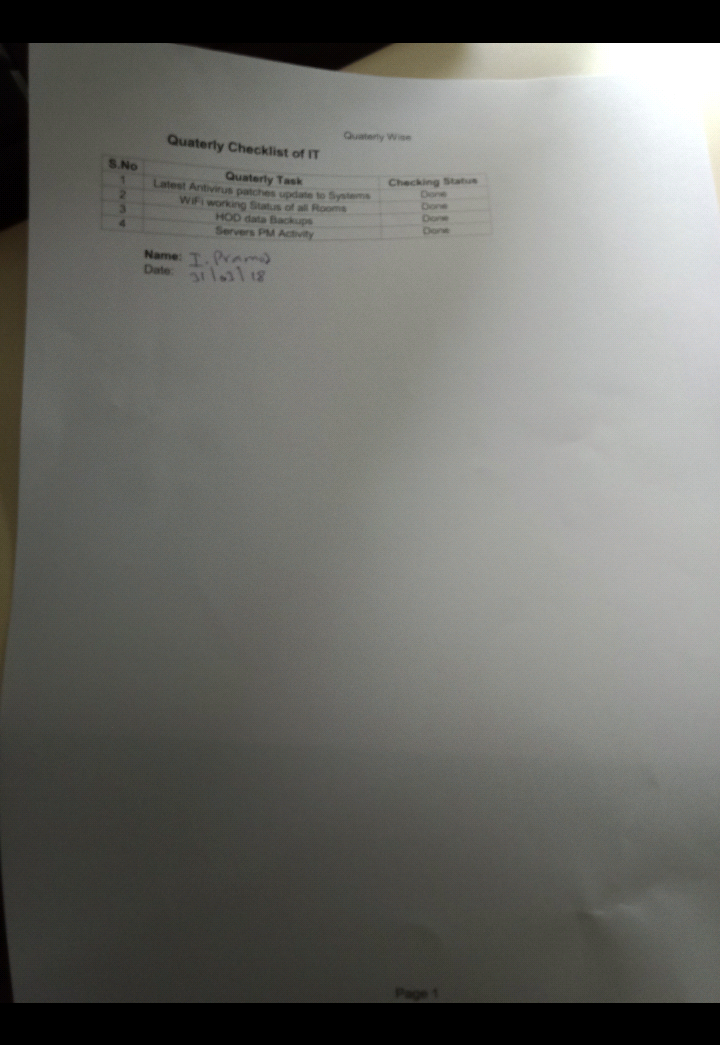 Quaterly Wise
Quaterly Checklist of IT
S.No Quaterly Task Checking Status
1 Latest Antivirus patches update to Systems Done
2 WiFi working Status of all Rooms Done
3 HOD data Backups Done
4 Servers PM Activity Done
Name: I. Pramod
Date: 31/03/18
Page 1